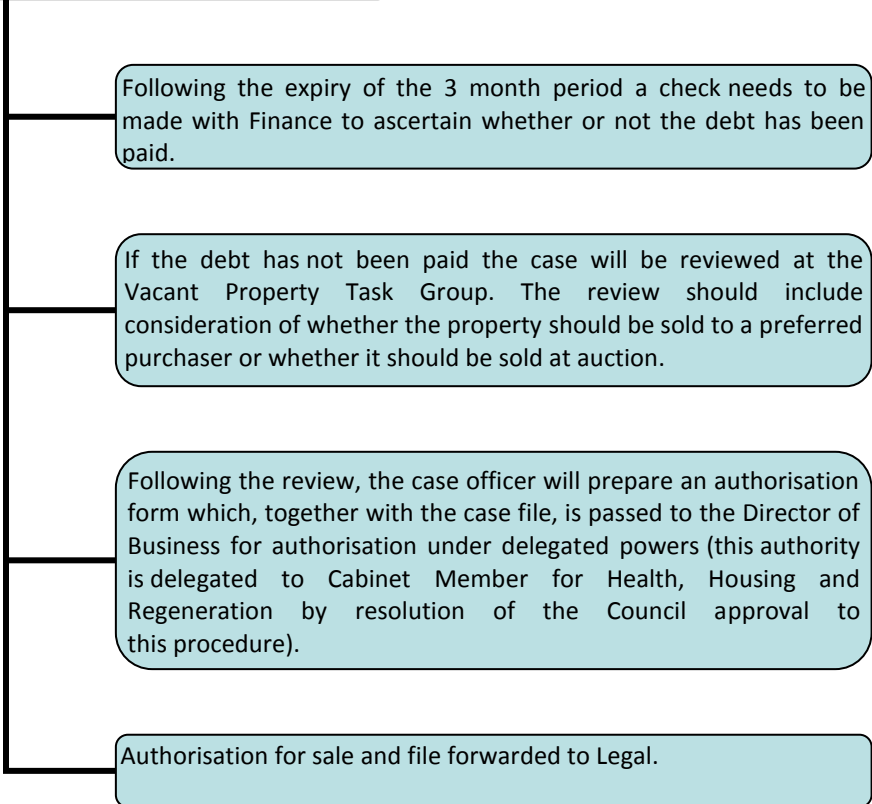 Following the expiry of the 3 month period a check needs to be
made with Finance to ascertain whether or not the debt has been
paid.
If the debt has not been paid the case will be reviewed at the
Vacant Property Task Group. The review should include
consideration of whether the property should be sold to a preferred
purchaser or whether it should be sold at auction.
Following the review, the case officer will prepare an authorisation
form which, together with the case file, is passed to the Director of
Business for authorisation under delegated powers (this authority
is delegated to Cabinet Member for Health, Housing and
Regeneration by resolution of the Council approval to
this procedure).
Authorisation for sale and file forwarded to Legal.